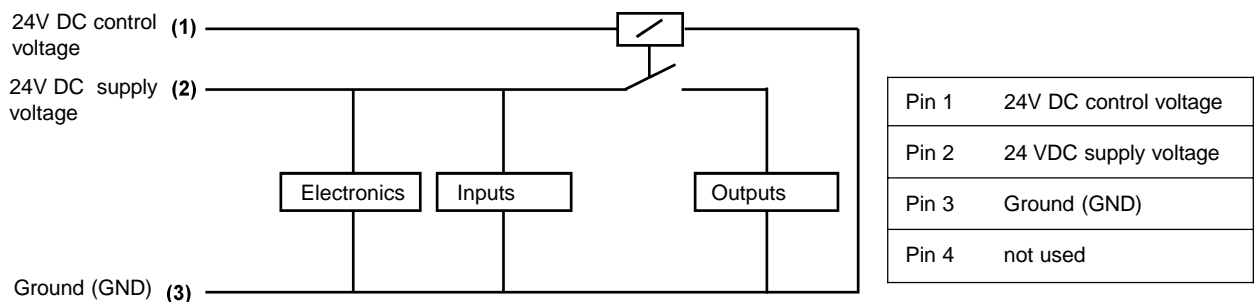 24V DC control (1)
voltage
24V DC supply (2)
voltage
Electronics Inputs Outputs
Ground (GND) (3)
Pin 1 24V DC control voltage
Pin 2 24 VDC supply voltage
Pin 3 Ground (GND)
Pin 4 not used